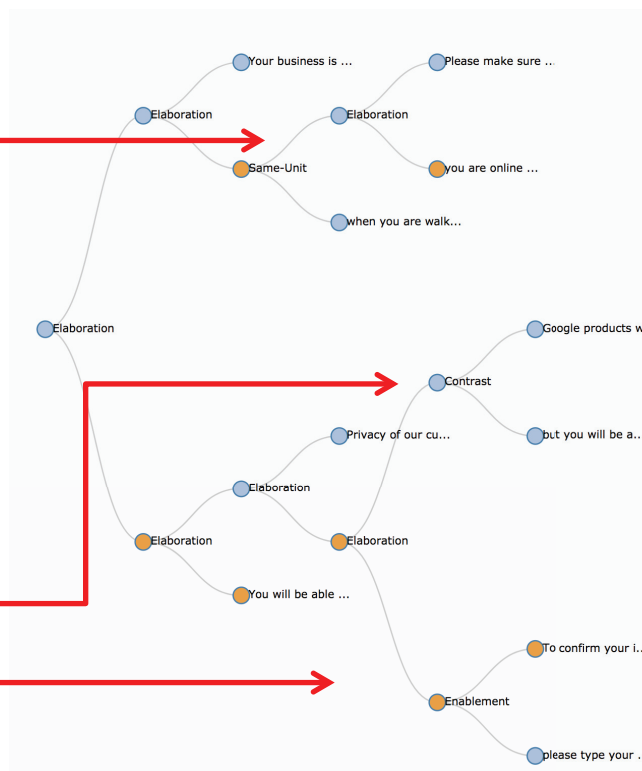 Your business is ...
Please make sure ...
Elaboration
Elaboration
Same-Unit
you are online ...
when you are walk...
Elaboration
Google products w
Contrast
Privacy of our cu...
but you will be a...
Elaboration
Elaboration
Elaboration
You will be able ...
To confirm your i...
Enablement
please type your .